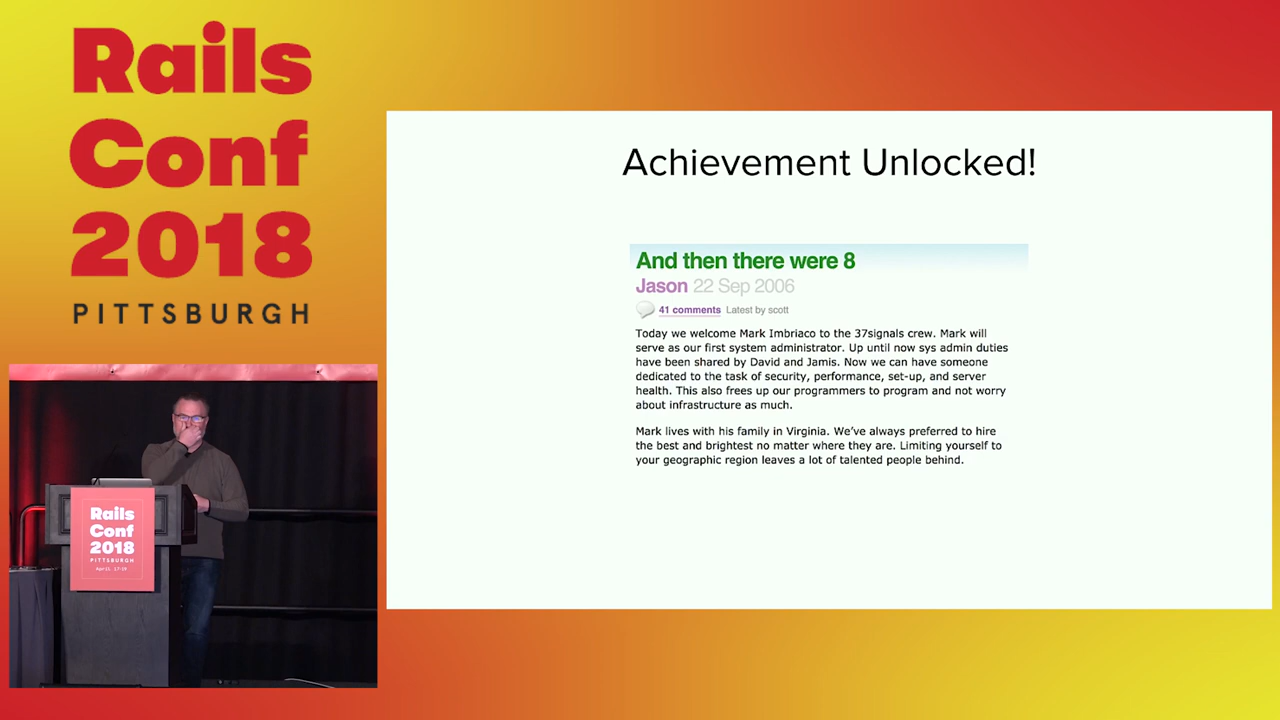 Rails
Conf
2018
PITTSBURGH
Achievement Unlocked!
And then there were 8
Jason 22 Sep 2006
41 comments Latest by scott
Today we welcome Mark Imbriaco to the 37signals crew. Mark will
serve as our first system administrator. Up until now sys admin duties
have been shared by David and Jamis. Now we can have someone
dedicated to the task of security, performance, set-up, and server
health. This also frees up our programmers to program and not worry
about infrastructure as much.
Mark lives with his family in Virginia. We've always preferred to hire
the best and brightest no matter where they are. Limiting yourself to
your geographic region leaves a lot of talented people behind.
Rails
Conf
2018
PITTSBURGH
April 17-19